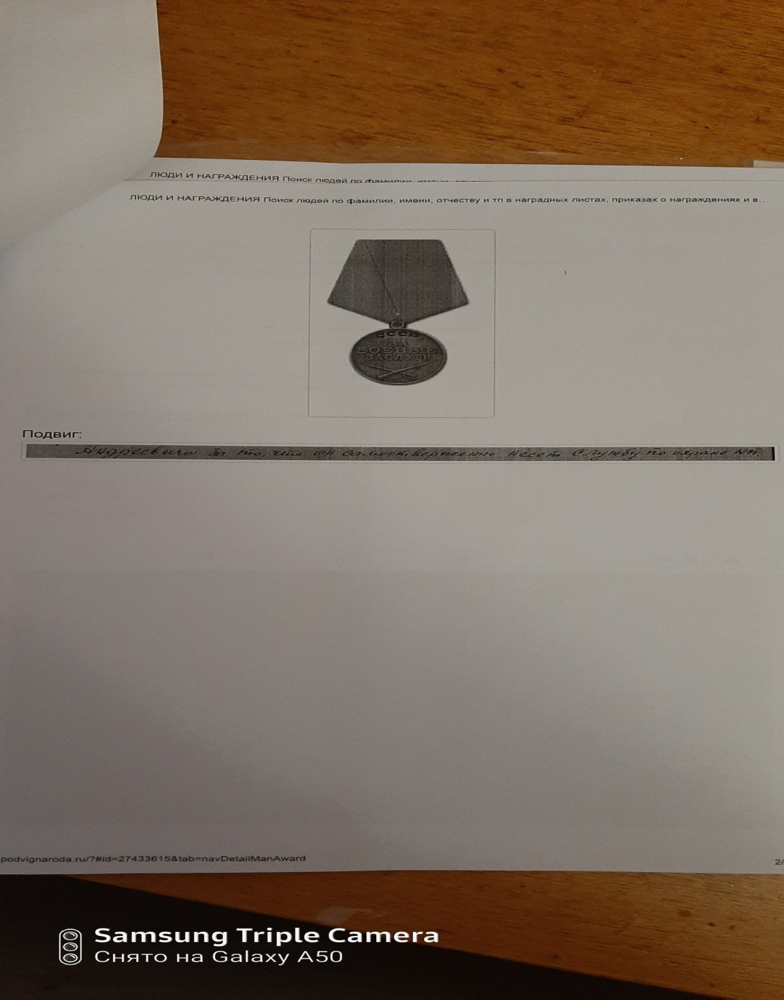 ЛЮДИ И НАГРАЖДЕНИЯ Поиск людей по фамилии, имени,
ЛЮДИ И НАГРАЖДЕНИЯ Поиск людей по фамилии, имени, отчеству и тп в наградных листах, приказах о награждениях и в...
СССР
ЗА
БОЕВЫЕ
ЗАСЛУГИ
Подвиг:
Андреевича За то, что он самоотверженно несет службу по охране КП.
podvignaroda.ru/?#id=27433615&tab=navDetailManAward
2/
Samsung Triple Camera
Снято на Galaxy A50